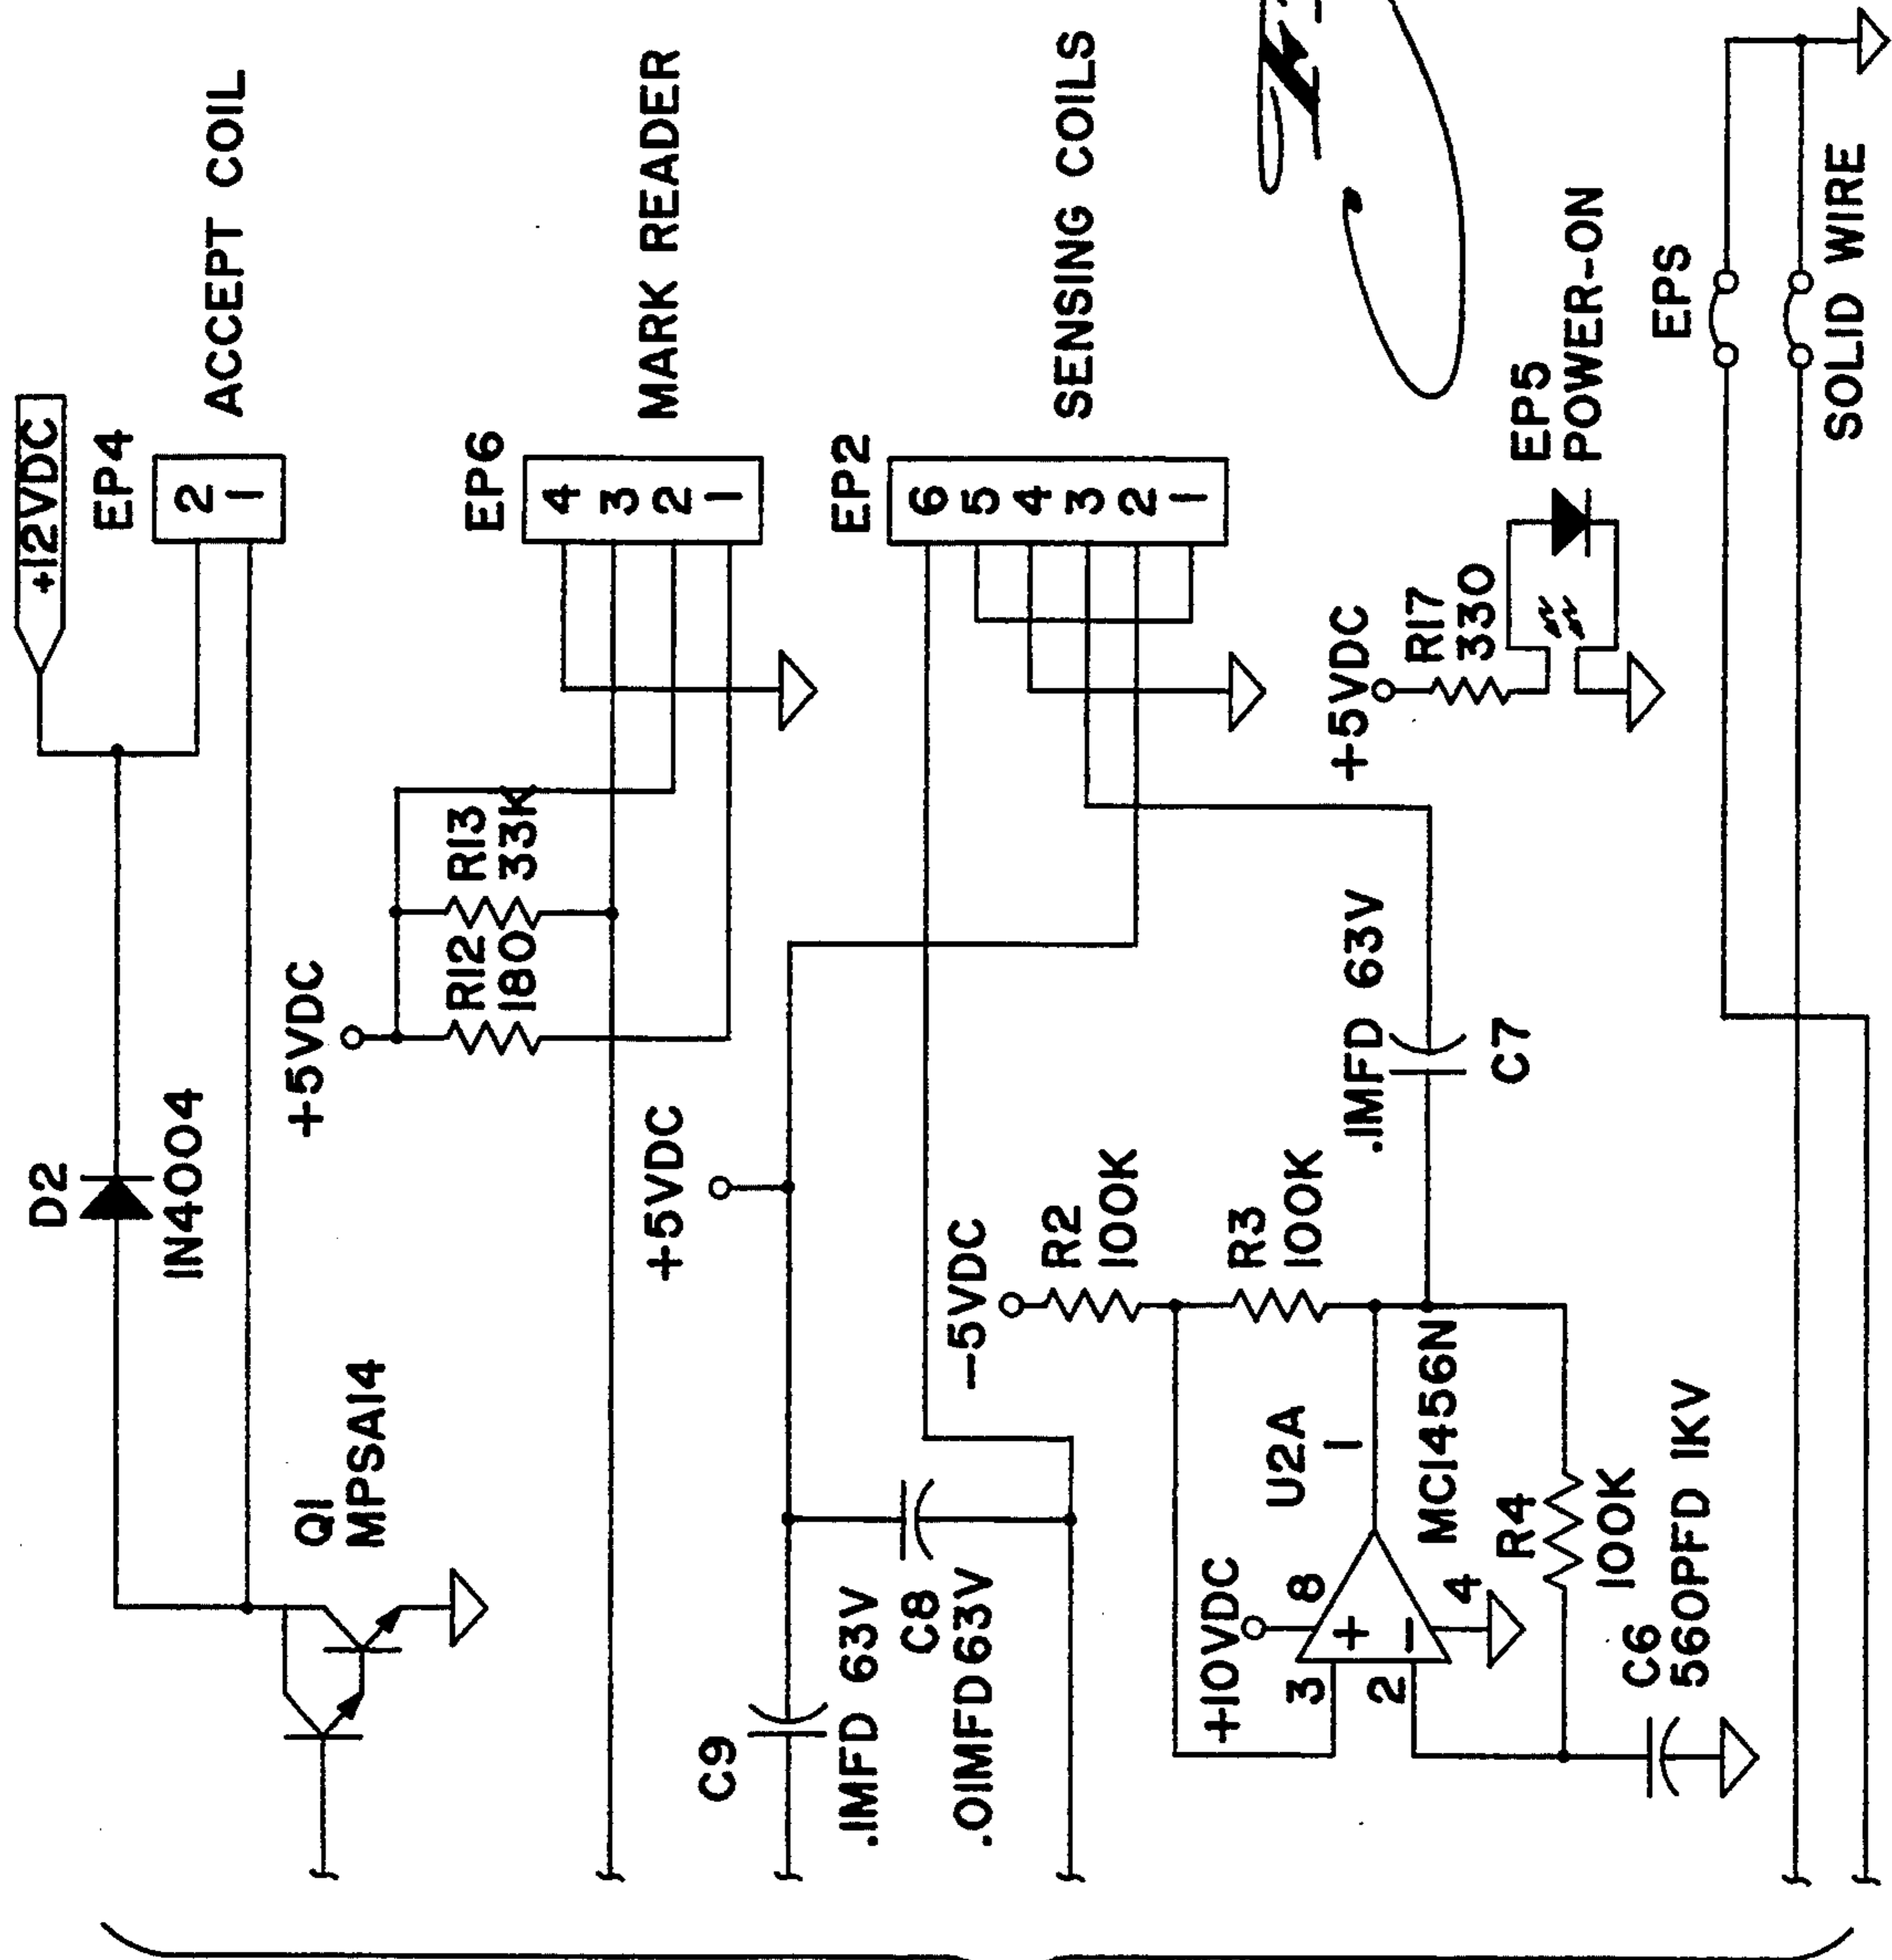 +12VDC
EP4
2
1
ACCEPT COIL
D2
IN4004
Q1
MPSA14
+5VDC
R12
180
R13
33K
EP6
4
3
2
1
MARK READER
+5VDC
C9
.1MFD 63V
C8
.01MFD 63V
EP2
6
5
4
3
2
1
SENSING COILS
-5VDC
R2
100K
R3
100K
U2A
1
+10VDC
8
3
2
+
-
4
MC1456N
R4
100K
C6
560PFD 1KV
.1MFD 63V
C7
+5VDC
R17
330
EP5
POWER-ON
EPS
SOLID WIRE